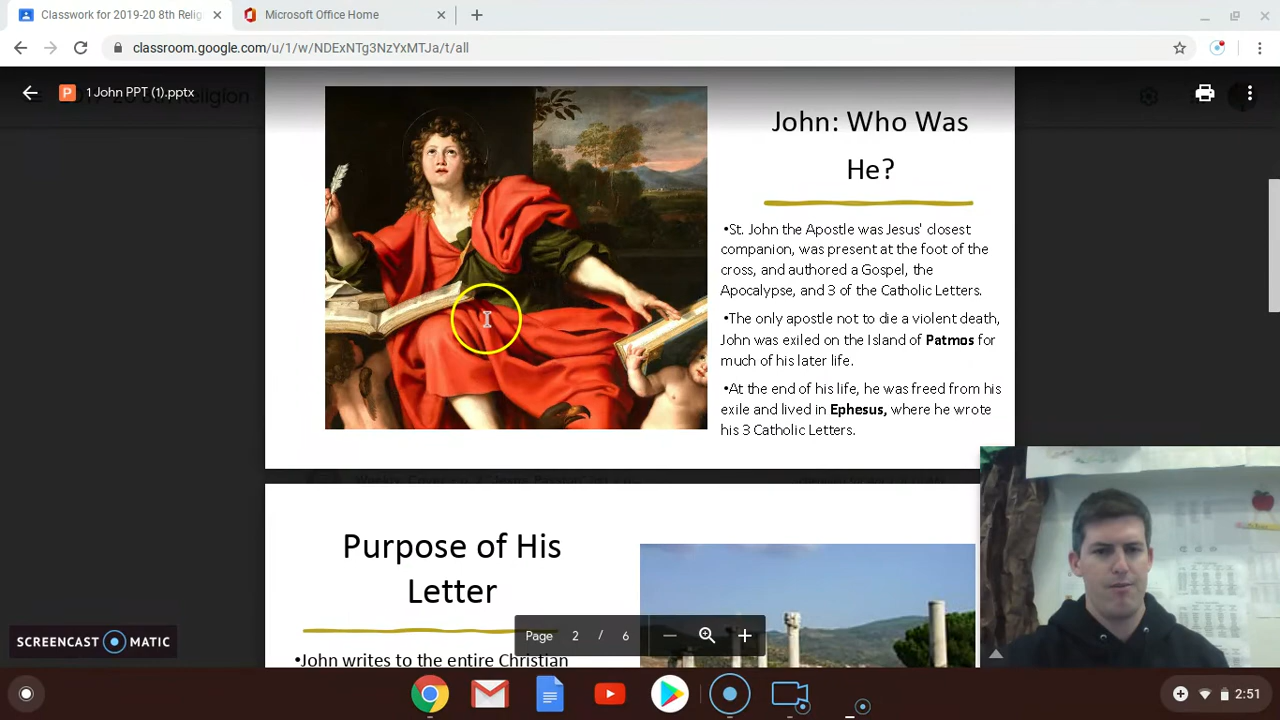 Classwork for 2019-20 8th Relig
Microsoft Office Home
classroom.google.com/u/1/w/NDExNTg3NzYxMTJa/t/all
1 John PPT (1).pptx
John: Who Was
He?
•St. John the Apostle was Jesus' closest
companion, was present at the foot of the
cross, and authored a Gospel, the
Apocalypse, and 3 of the Catholic Letters.
•The only apostle not to die a violent death,
John was exiled on the Island of Patmos for
much of his later life.
•At the end of his life, he was freed from his
exile and lived in Ephesus, where he wrote
his 3 Catholic Letters.
Purpose of His
Letter
•John writes to the entire Christian
Page 2 / 6
SCREENCAST MATIC
2:51